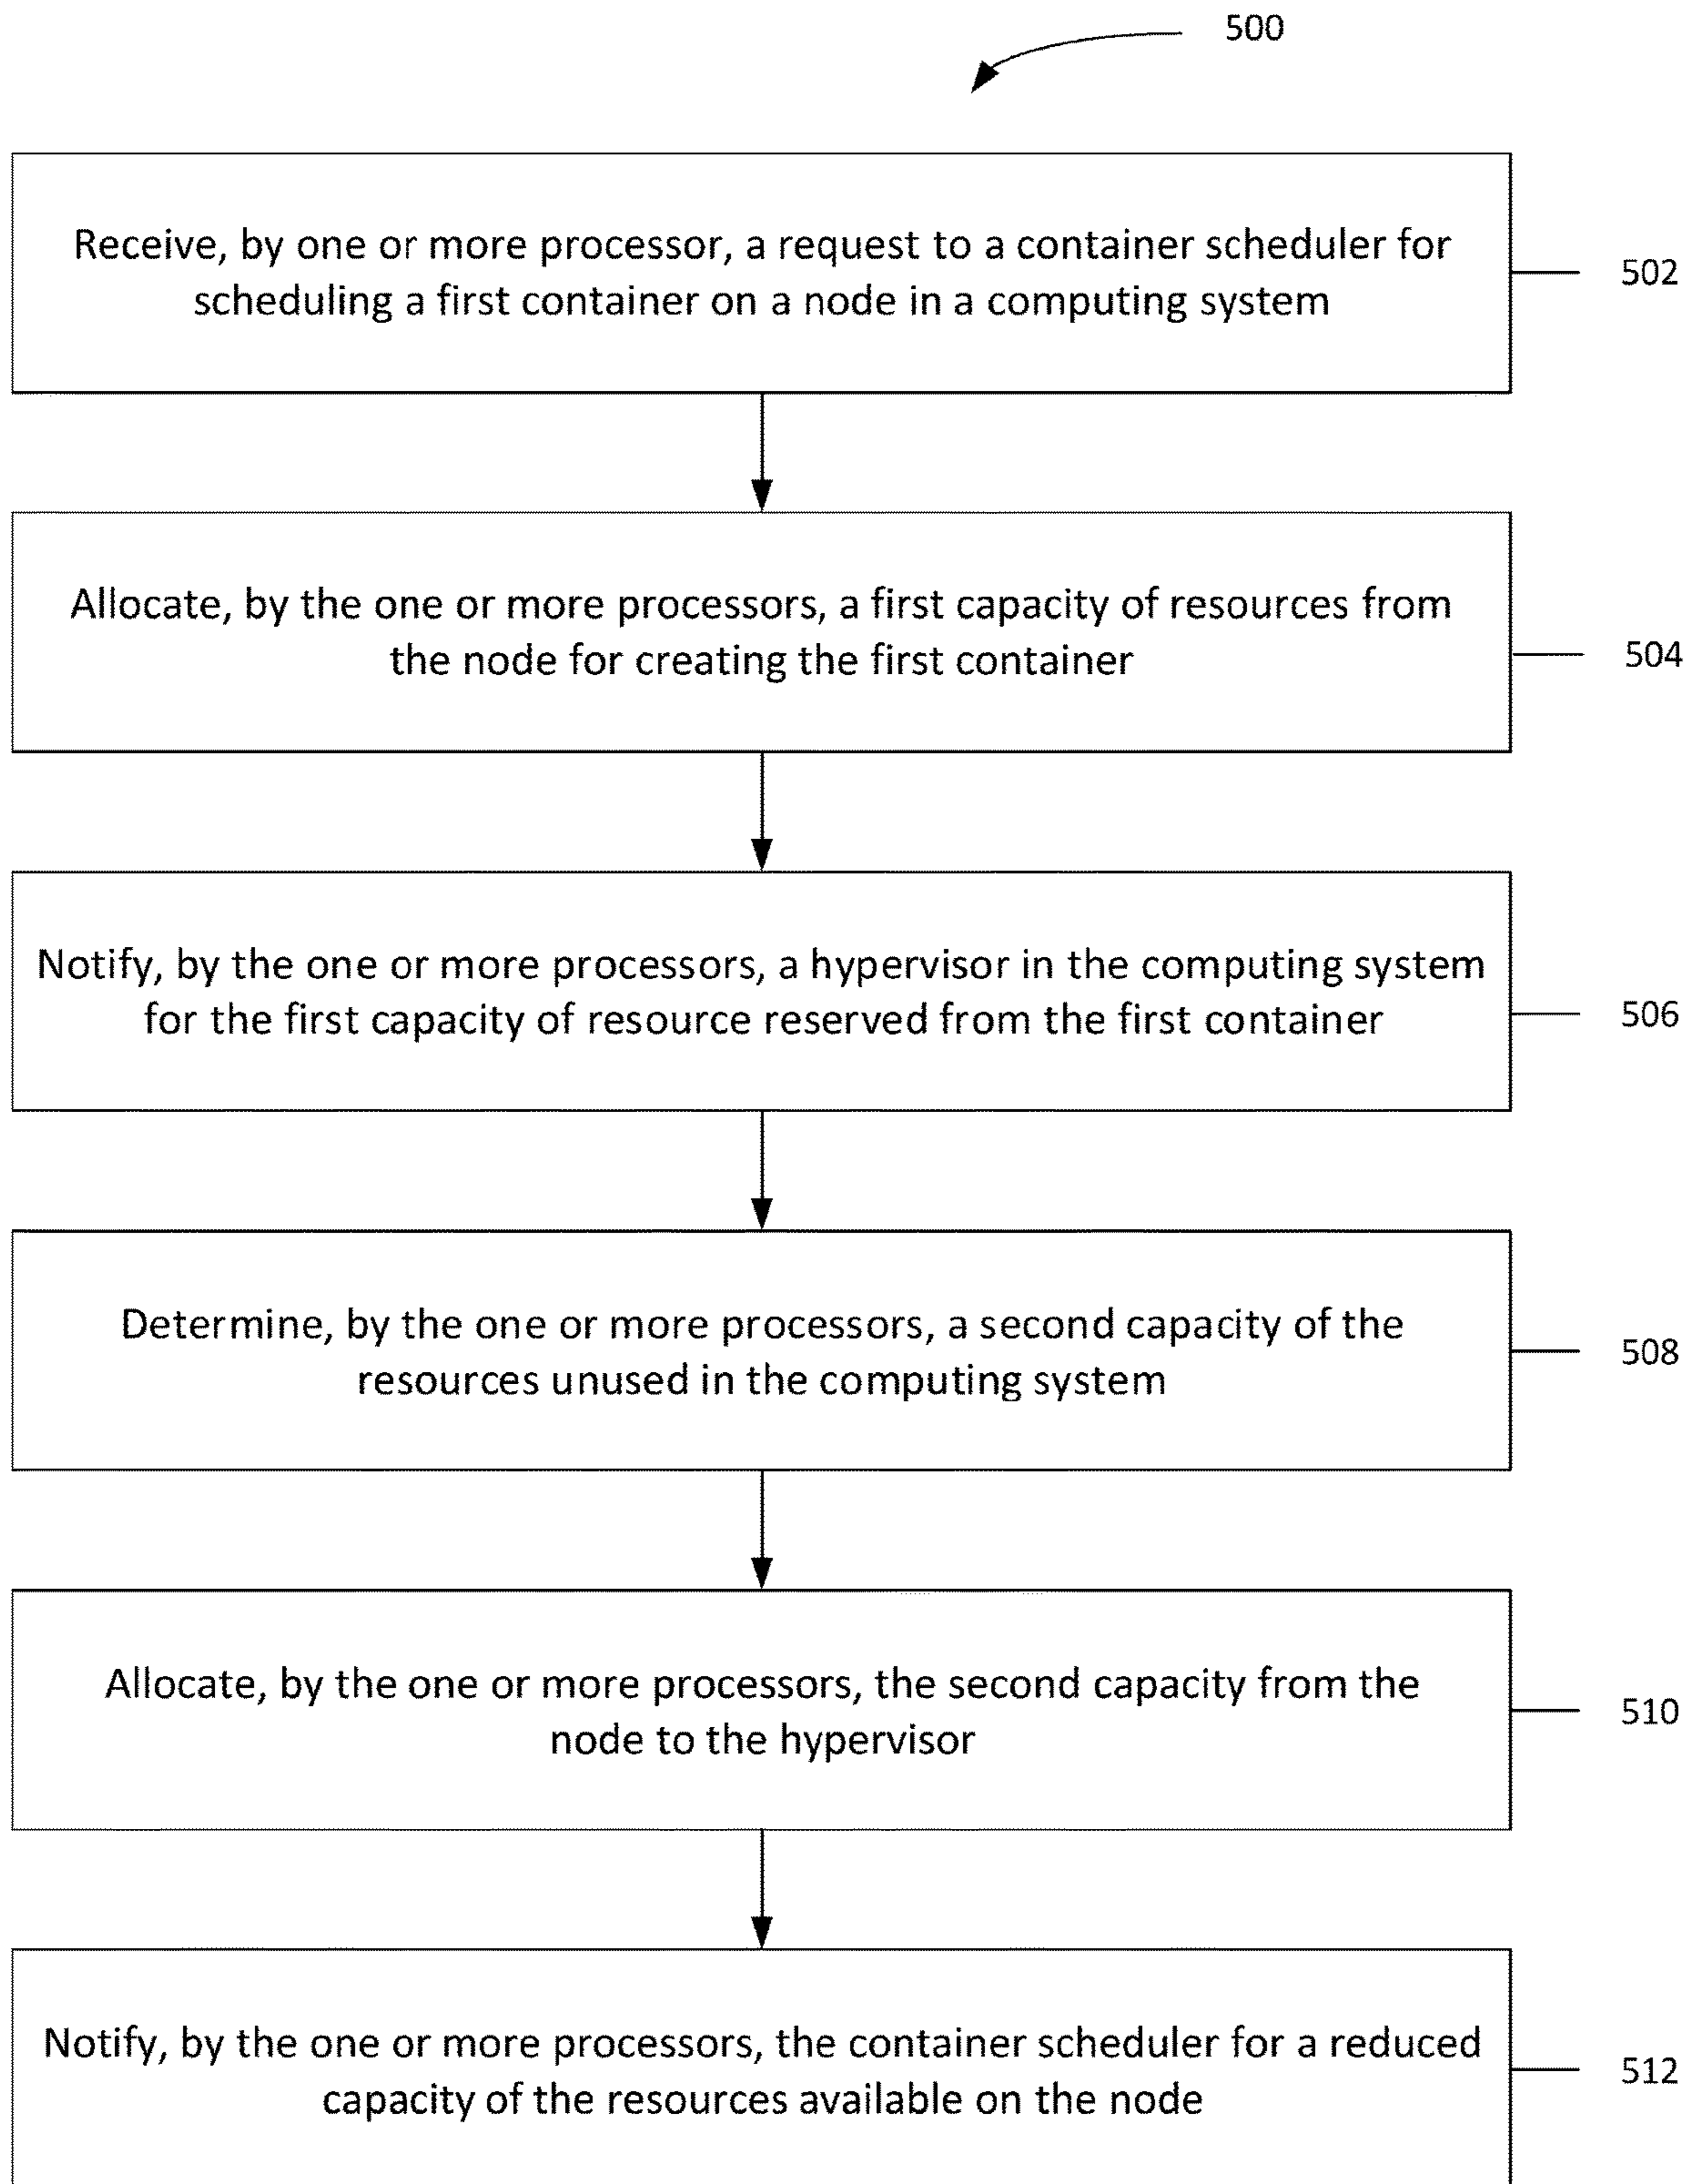 500
Receive, by one or more processor, a request to a container scheduler for
scheduling a first container on a node in a computing system
502
Allocate, by the one or more processors, a first capacity of resources from
the node for creating the first container
504
Notify, by the one or more processors, a hypervisor in the computing system
for the first capacity of resource reserved from the first container
506
Determine, by the one or more processors, a second capacity of the
resources unused in the computing system
508
Allocate, by the one or more processors, the second capacity from the
node to the hypervisor
510
Notify, by the one or more processors, the container scheduler for a reduced
capacity of the resources available on the node
512